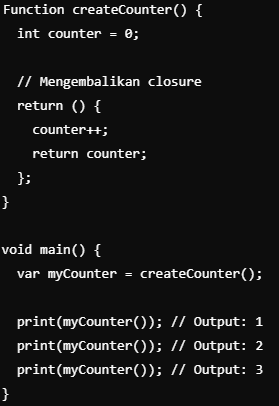 Function createCounter() {
  int counter = 0;

  // Mengembalikan closure
  return () {
    counter++;
    return counter;
  };
}

void main() {
  var myCounter = createCounter();

  print(myCounter()); // Output: 1
  print(myCounter()); // Output: 2
  print(myCounter()); // Output: 3
}